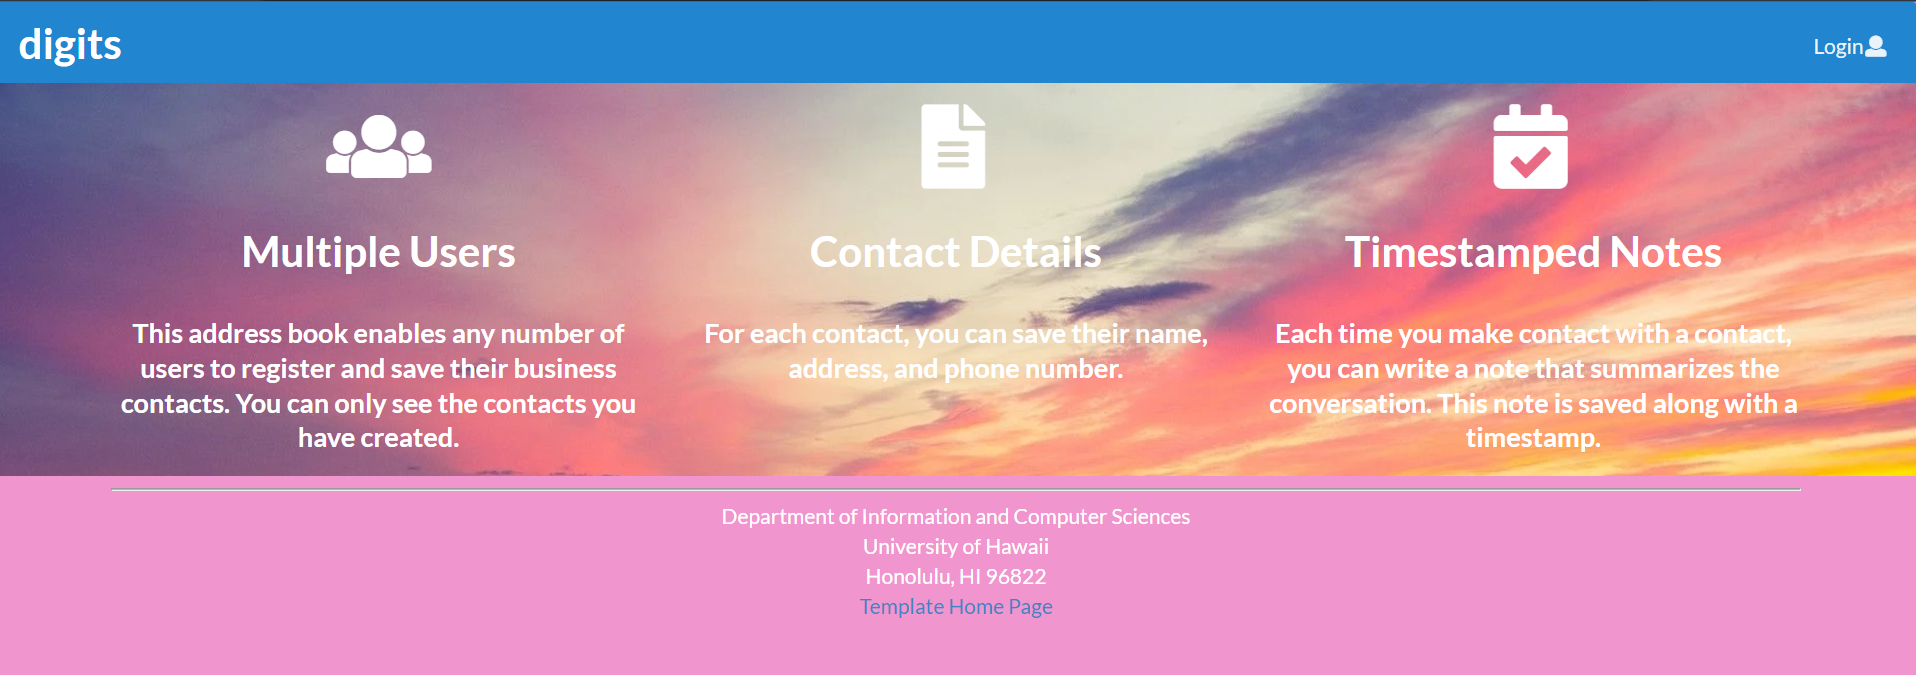 digits
Login
Multiple Users
This address book enables any number of
users to register and save their business
contacts. You can only see the contacts you
have created.
Contact Details
For each contact, you can save their name,
address, and phone number.
Timestamped Notes
Each time you make contact with a contact,
you can write a note that summarizes the
conversation. This note is saved along with a
timestamp.
Department of Information and Computer Sciences
University of Hawaii
Honolulu, HI 96822
Template Home Page